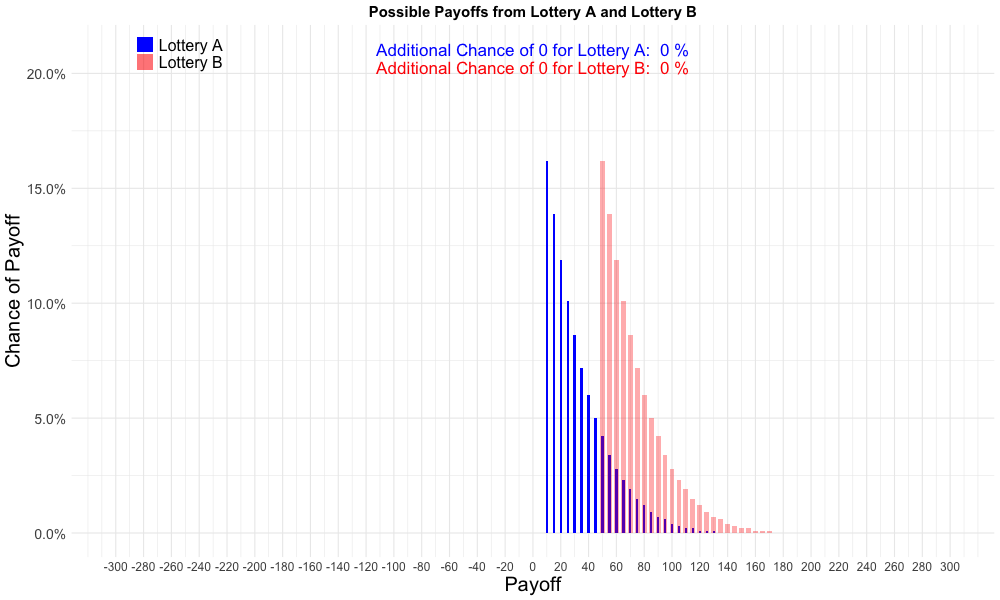 Possible Payoffs from Lottery A and Lottery B
Lottery A
Lottery B
Additional Chance of 0 for Lottery A: 0 %
Additional Chance of 0 for Lottery B: 0 %
Chance of Payoff
20.0%
15.0%
10.0%
5.0%
0.0%
-300 -280 -260 -240 -220 -200 -180 -160 -140 -120 -100 -80 -60 -40 -20 0 20 40 60 80 100 120 140 160 180 200 220 240 260 280 300
Payoff